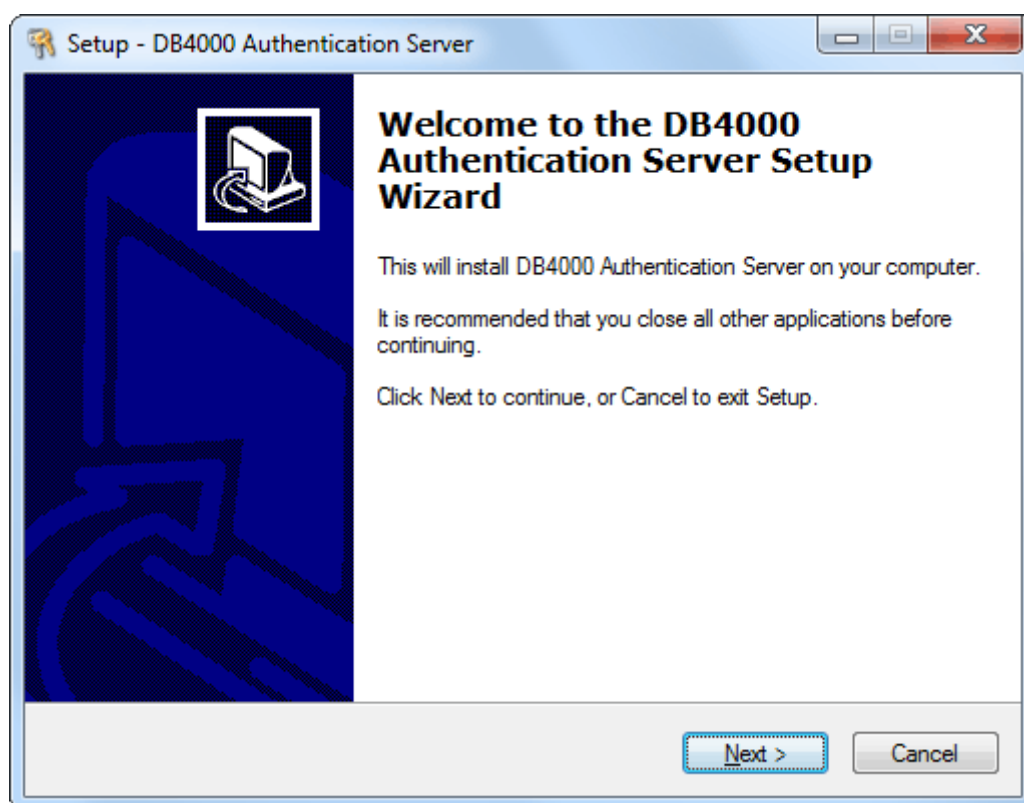 Setup - DB4000 Authentication Server
Welcome to the DB4000
Authentication Server Setup
Wizard
This will install DB4000 Authentication Server on your computer.
It is recommended that you close all other applications before
continuing.
Click Next to continue, or Cancel to exit Setup.
Next >
Cancel